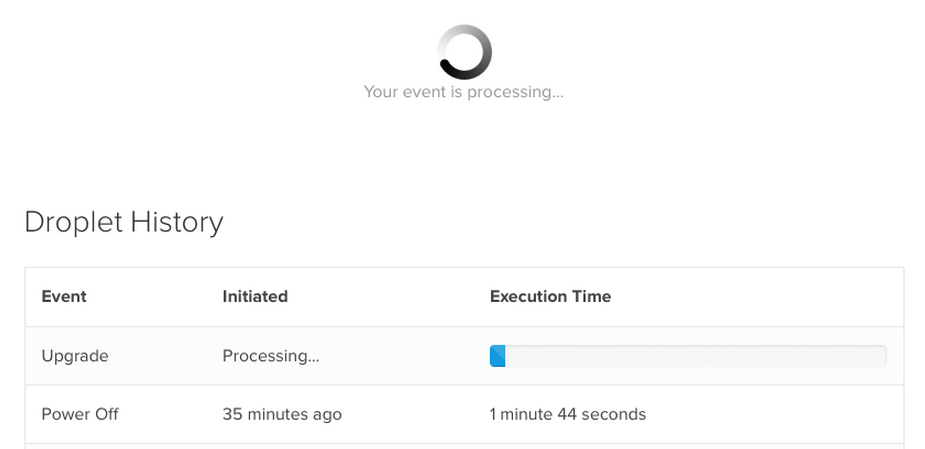 Your event is processing...
Droplet History
Event Initiated Execution Time
Upgrade Processing...
Power Off 35 minutes ago 1 minute 44 seconds